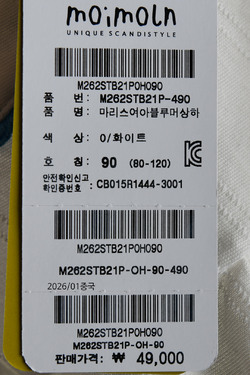 moimoln
UNIQUE SCANDISTYLE
M262STB21P0H090
품 번: M262STB21P-490
품 명: 마리스여아블루머상하
색 상: 0/화이트
호 칭: 90 (80-120)
안전확인신고
확인증번호: CB015R1444-3001
M262STB21P0H090
M262STB21P-OH-90-490
2026/01중국
M262STB21P0H090
M262STB21P-OH-90
판매가격: ₩ 49,000